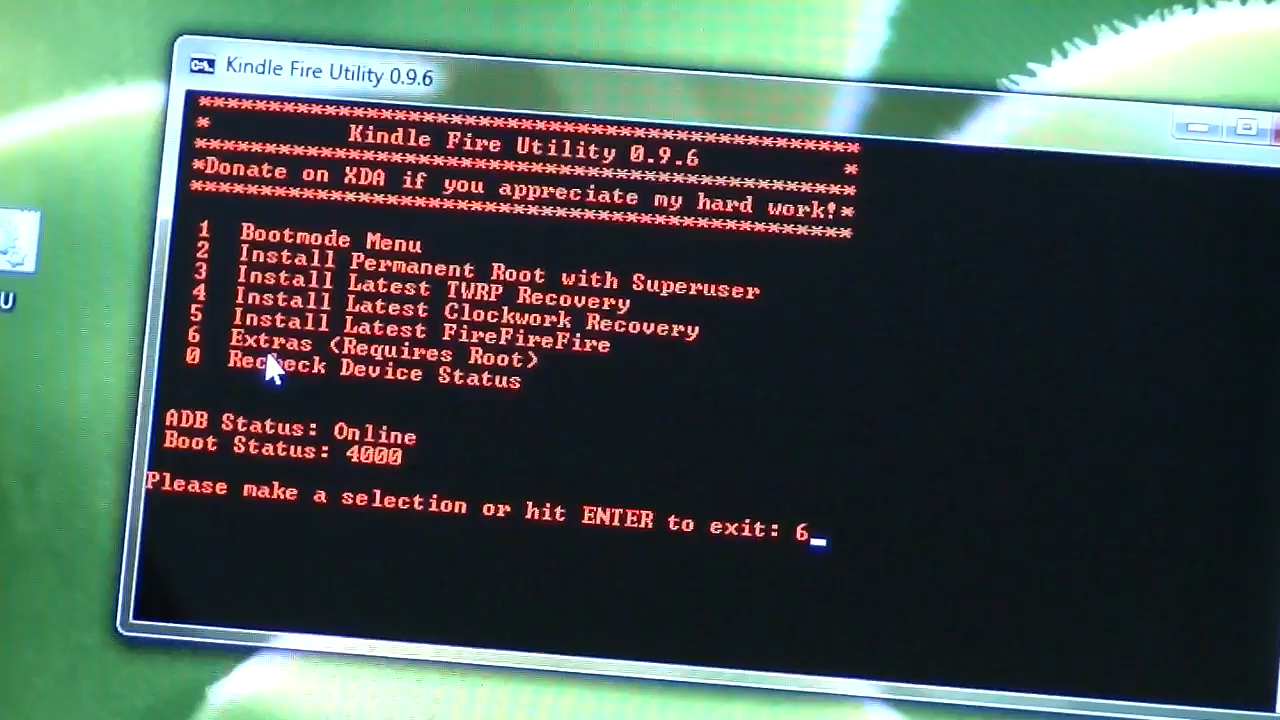 Kindle Fire Utility 0.9.6
***********************************************
* Kindle Fire Utility 0.9.6 *
***********************************************
*Donate on XDA if you appreciate my hard work!*
***********************************************
1 Bootmode Menu
2 Install Permanent Root with Superuser
3 Install Latest TWRP Recovery
4 Install Latest Clockwork Recovery
5 Install Latest FireFireFire
6 Extras (Requires Root)
0 Recheck Device Status
ADB Status: Online
Boot Status: 4000
Please make a selection or hit ENTER to exit: 6_
U